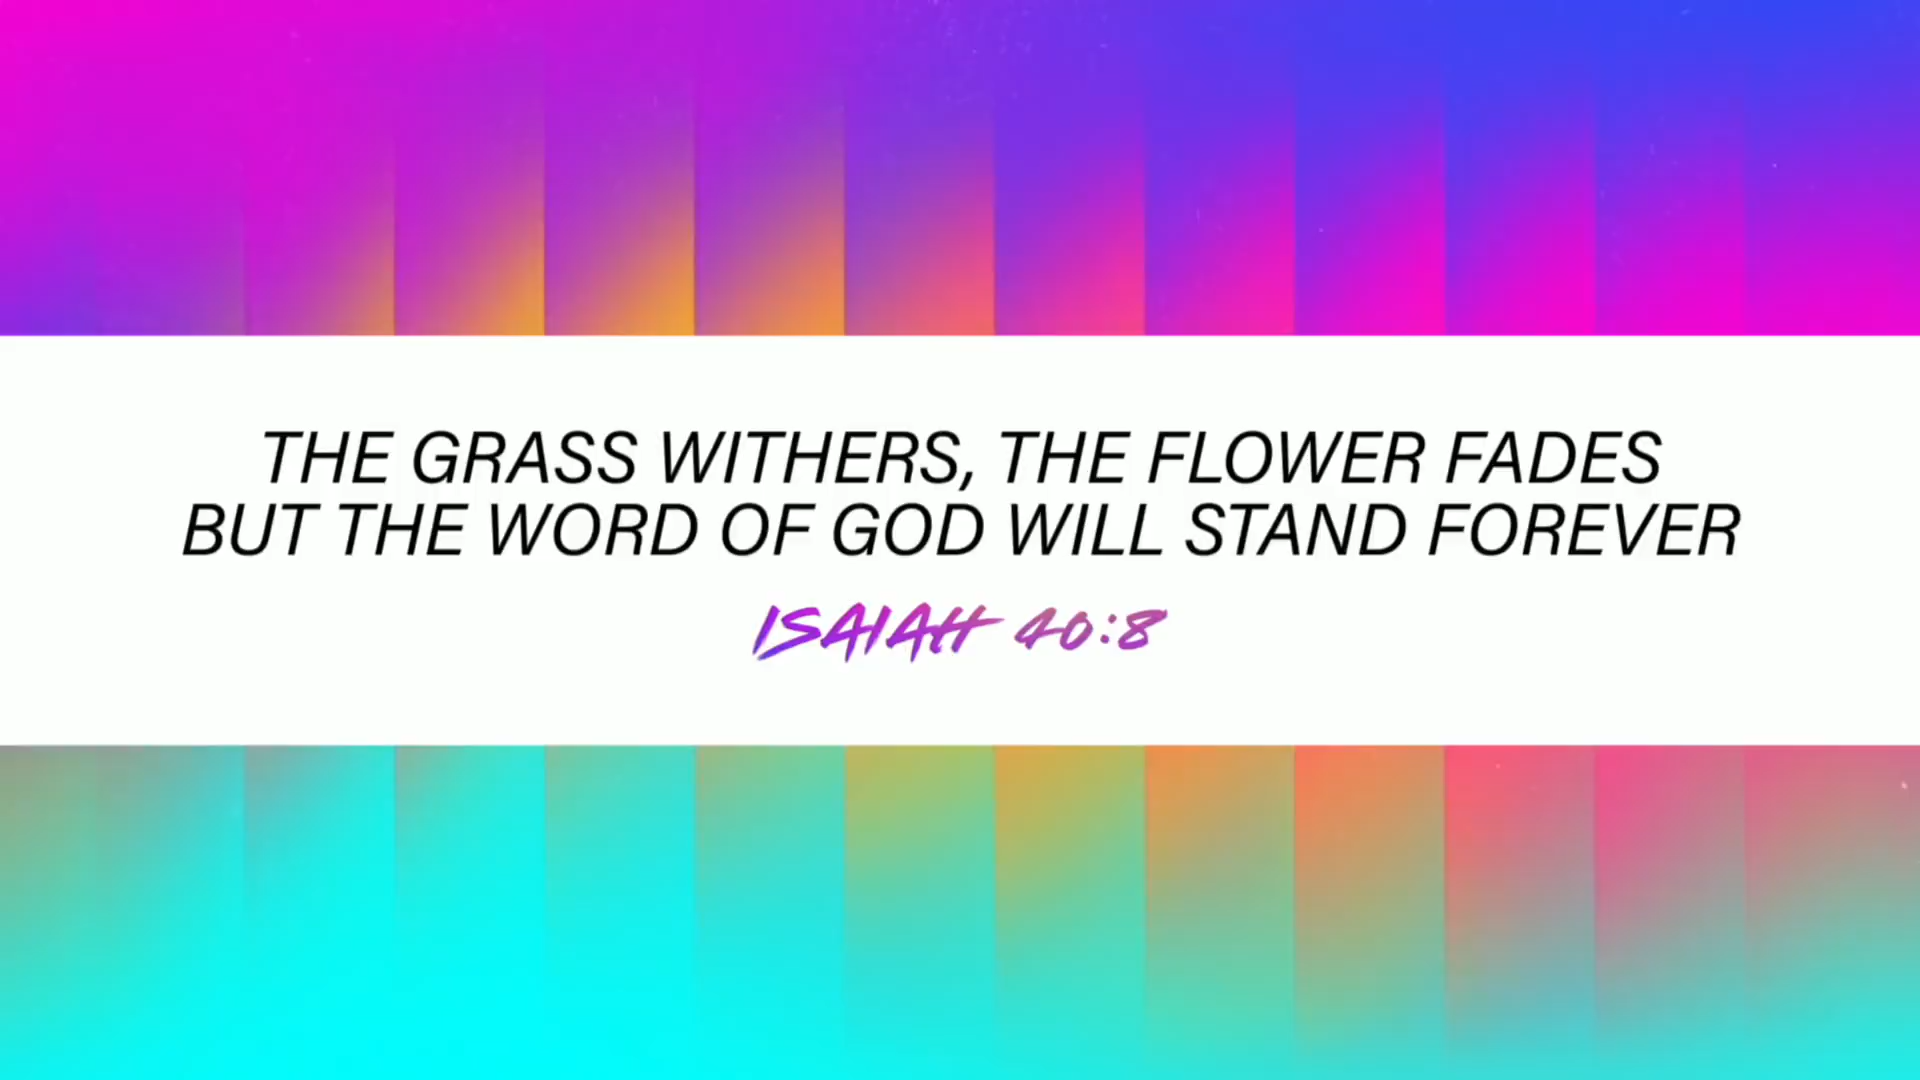 THE GRASS WITHERS, THE FLOWER FADES
BUT THE WORD OF GOD WILL STAND FOREVER
ISAIAH 40:8